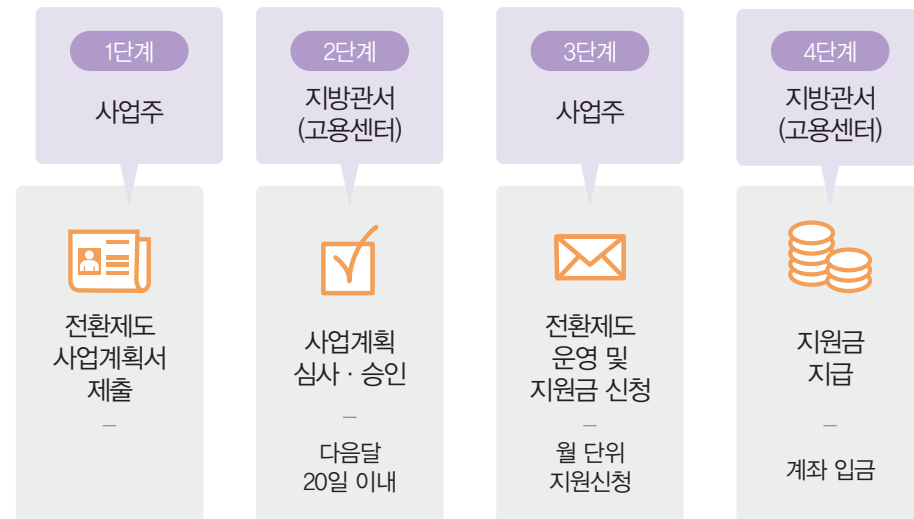 1단계
사업주
전환제도
사업계획서
제출
–
2단계
지방관서
(고용센터)
사업계획
심사 · 승인
–
다음달
20일 이내
3단계
사업주
전환제도
운영 및
지원금 신청
–
월 단위
지원신청
4단계
지방관서
(고용센터)
지원금
지급
–
계좌 입금